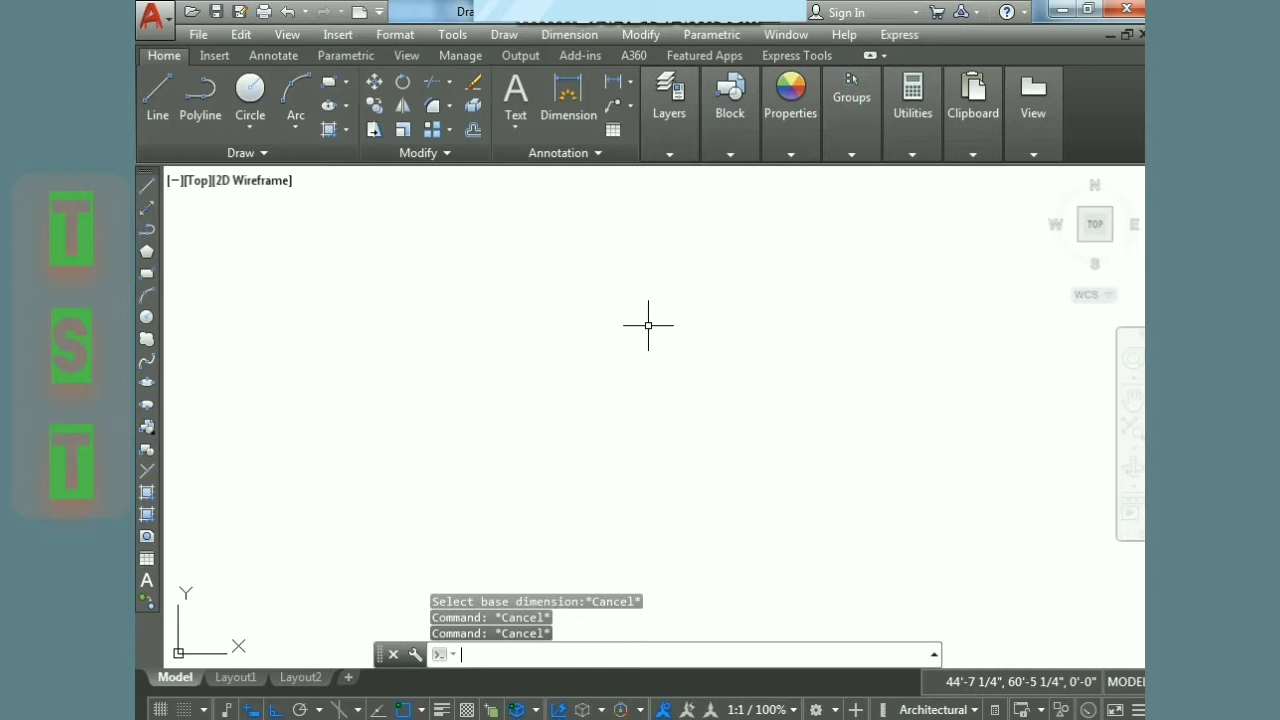 Dra
Sign In
File Edit View Insert Format Tools Draw Dimension Modify Parametric Window Help Express
Home Insert Annotate Parametric View Manage Output Add-ins A360 Featured Apps Express Tools
Line Polyline Circle Arc
A Text Dimension
Layers Block Properties Groups Utilities Clipboard View
Draw Modify Annotation
[−][Top][2D Wireframe]
N
W TOP E
S
WCS
T
S
T
A
Y
X
Select base dimension:*Cancel*
Command: *Cancel*
Command: *Cancel*
Model Layout1 Layout2 +
44'-7 1/4", 60'-5 1/4", 0'-0" MODEL
1:1 / 100% Architectural